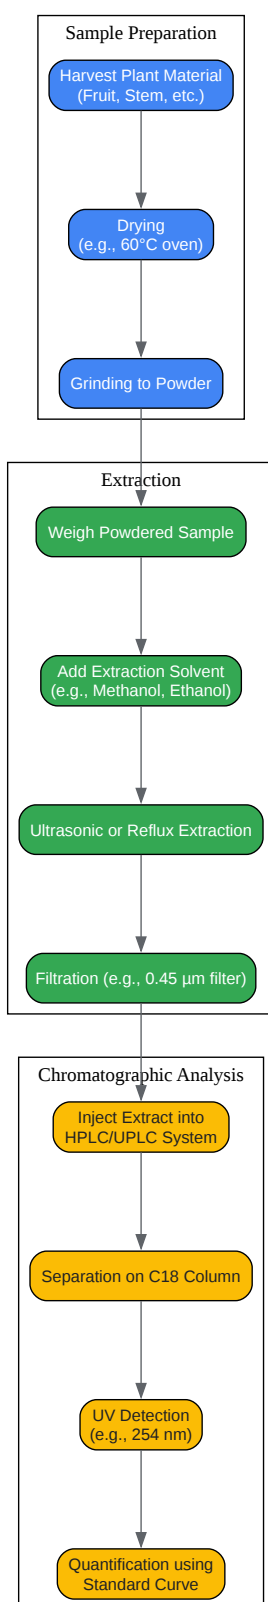 Sample Preparation
Harvest Plant Material
(Fruit, Stem, etc.)
Drying
(e.g., 60°C oven)
Grinding to Powder
Extraction
Weigh Powdered Sample
Add Extraction Solvent
(e.g., Methanol, Ethanol)
Ultrasonic or Reflux Extraction
Filtration (e.g., 0.45 µm filter)
Chromatographic Analysis
Inject Extract into
HPLC/UPLC System
Separation on C18 Column
UV Detection
(e.g., 254 nm)
Quantification using
Standard Curve